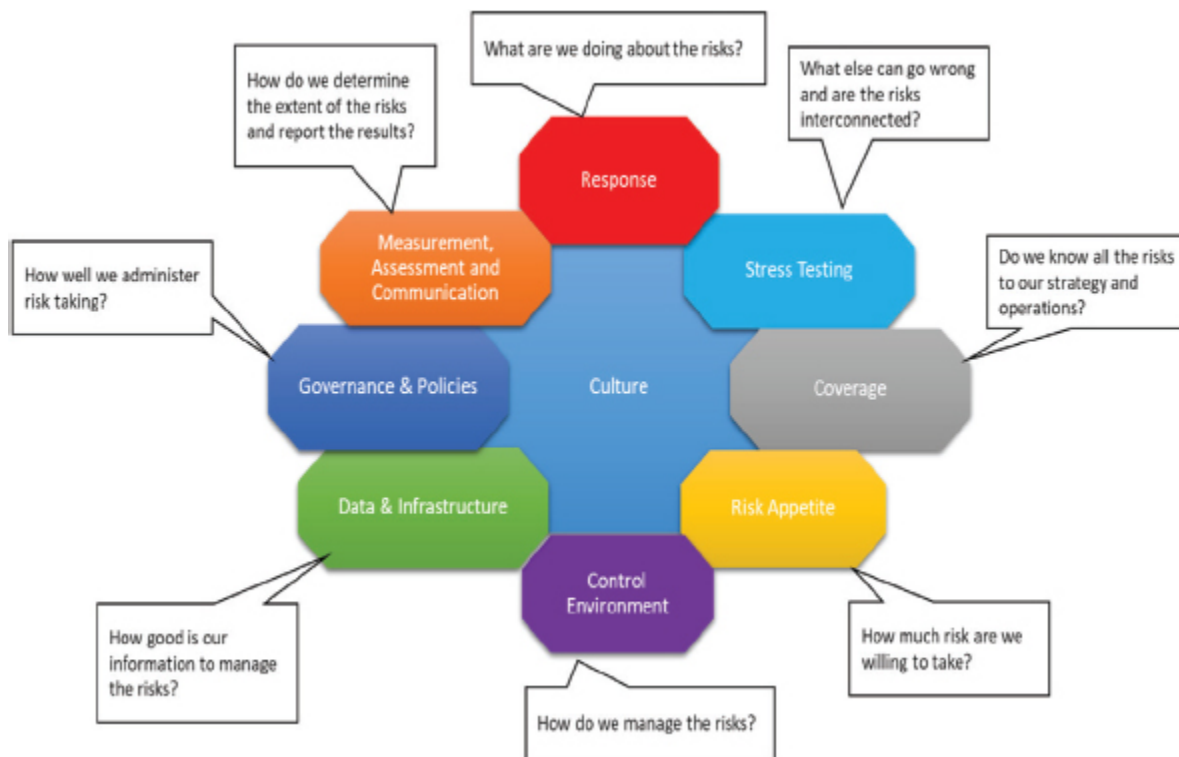 What are we doing about the risks?
How do we determine
the extent of the risks
and report the results?
What else can go wrong
and are the risks
interconnected?
Response
Measurement,
Assessment and
Communication
Stress Testing
How well we administer
risk taking?
Do we know all the risks
to our strategy and
operations?
Governance & Policies
Culture
Coverage
Data & Infrastructure
Risk Appetite
Control
Environment
How good is our
information to manage
the risks?
How much risk are we
willing to take?
How do we manage the risks?